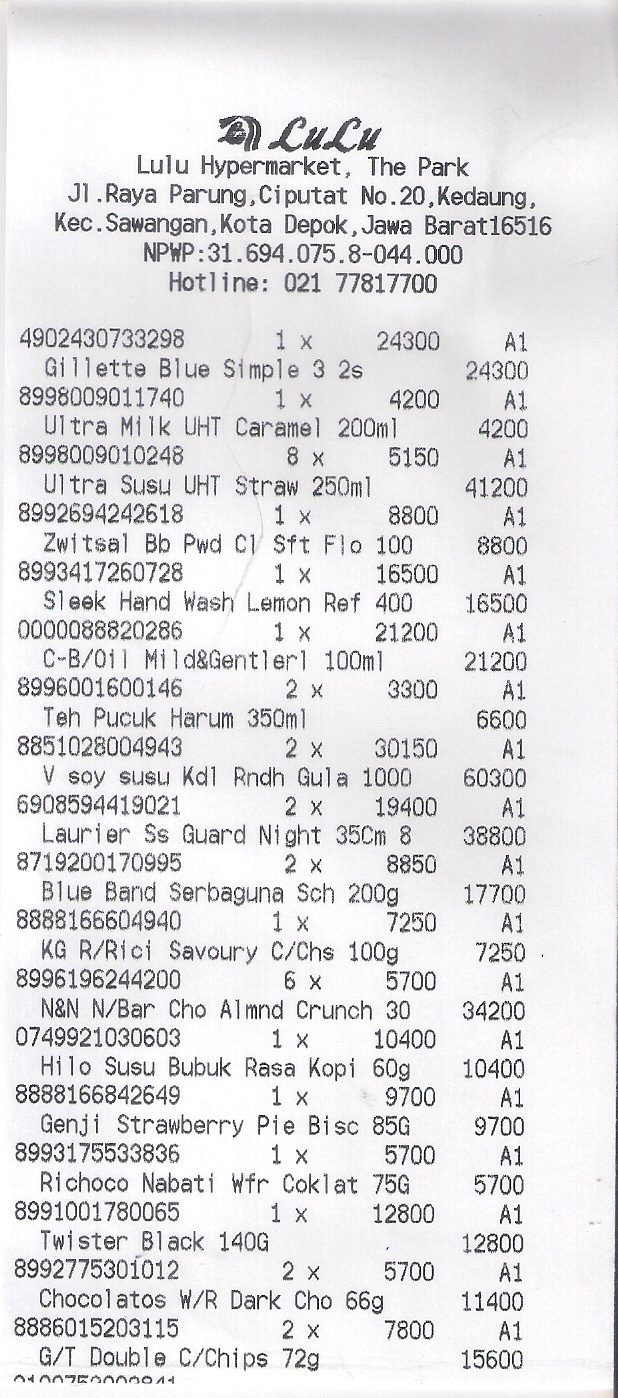 LuLu
Lulu Hypermarket, The Park
Jl.Raya Parung,Ciputat No.20,Kedaung,
Kec.Sawangan,Kota Depok,Jawa Barat16516
NPWP:31.694.075.8-044.000
Hotline: 021 77817700
4902430733298 1 x 24300 A1
Gillette Blue Simple 3 2s 24300
8998009011740 1 x 4200 A1
Ultra Milk UHT Caramel 200ml 4200
8998009010248 8 x 5150 A1
Ultra Susu UHT Straw 250ml 41200
8992694242618 1 x 8800 A1
Zwitsal Bb Pwd Cl Sft Flo 100 8800
8993417260728 1 x 16500 A1
Sleek Hand Wash Lemon Ref 400 16500
0000088820286 1 x 21200 A1
C-B/Oil Mild&Gentlerl 100ml 21200
8996001600146 2 x 3300 A1
Teh Pucuk Harum 350ml 6600
8851028004943 2 x 30150 A1
V soy susu Kdl Rndh Gula 1000 60300
6908594419021 2 x 19400 A1
Laurier Ss Guard Night 35Cm 8 38800
8719200170995 2 x 8850 A1
Blue Band Serbaguna Sch 200g 17700
8888166604940 1 x 7250 A1
KG R/Rici Savoury C/Chs 100g 7250
8996196244200 6 x 5700 A1
N&N N/Bar Cho Almnd Crunch 30 34200
0749921030603 1 x 10400 A1
Hilo Susu Bubuk Rasa Kopi 60g 10400
8888166842649 1 x 9700 A1
Genji Strawberry Pie Bisc 85G 9700
8993175533836 1 x 5700 A1
Richoco Nabati Wfr Coklat 75G 5700
8991001780065 1 x 12800 A1
Twister Black 140G 12800
8992775301012 2 x 5700 A1
Chocolatos W/R Dark Cho 66g 11400
8886015203115 2 x 7800 A1
G/T Double C/Chips 72g 15600